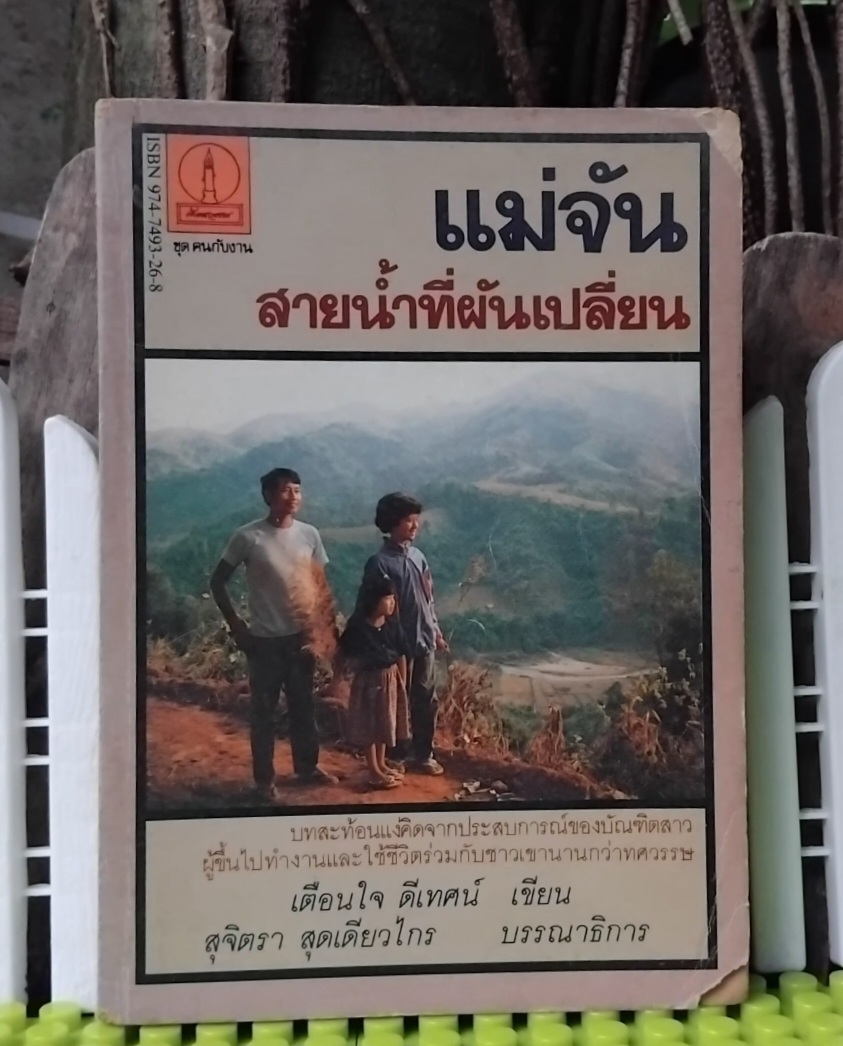 ISBN 974-7493-26-8
ชุด คนกับงาน
แม่จัน
สายน้ำที่ผันเปลี่ยน
บทสะท้อนแง่คิดจากประสบการณ์ของบัณฑิตสาว
ผู้ขึ้นไปทำงานและใช้ชีวิตร่วมกับชาวเขานานกว่าทศวรรษ
เตือนใจ ดีเทศน์ เขียน
สุจิตรา สุดเดียวไกร บรรณาธิการ